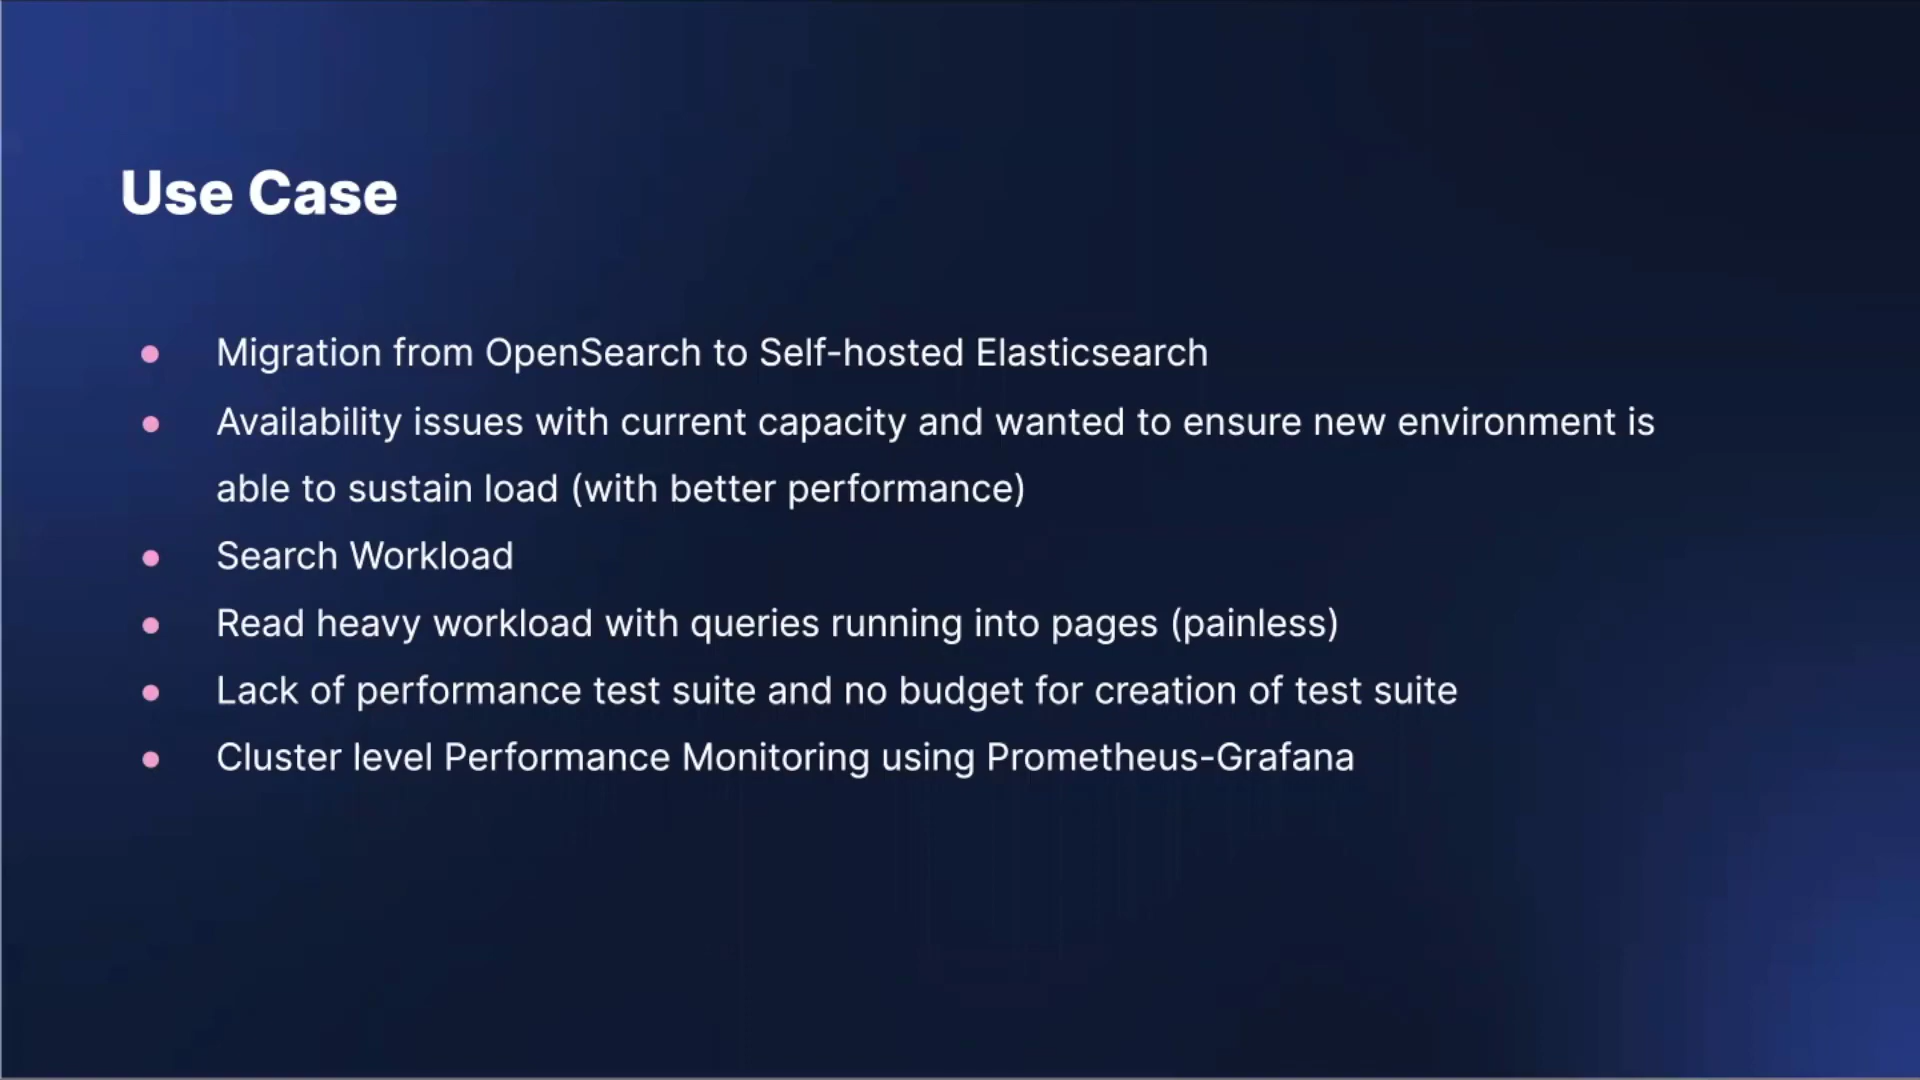 Use Case
Migration from OpenSearch to Self-hosted Elasticsearch
Availability issues with current capacity and wanted to ensure new environment is
able to sustain load (with better performance)
Search Workload
Read heavy workload with queries running into pages (painless)
Lack of performance test suite and no budget for creation of test suite
Cluster level Performance Monitoring using Prometheus-Grafana